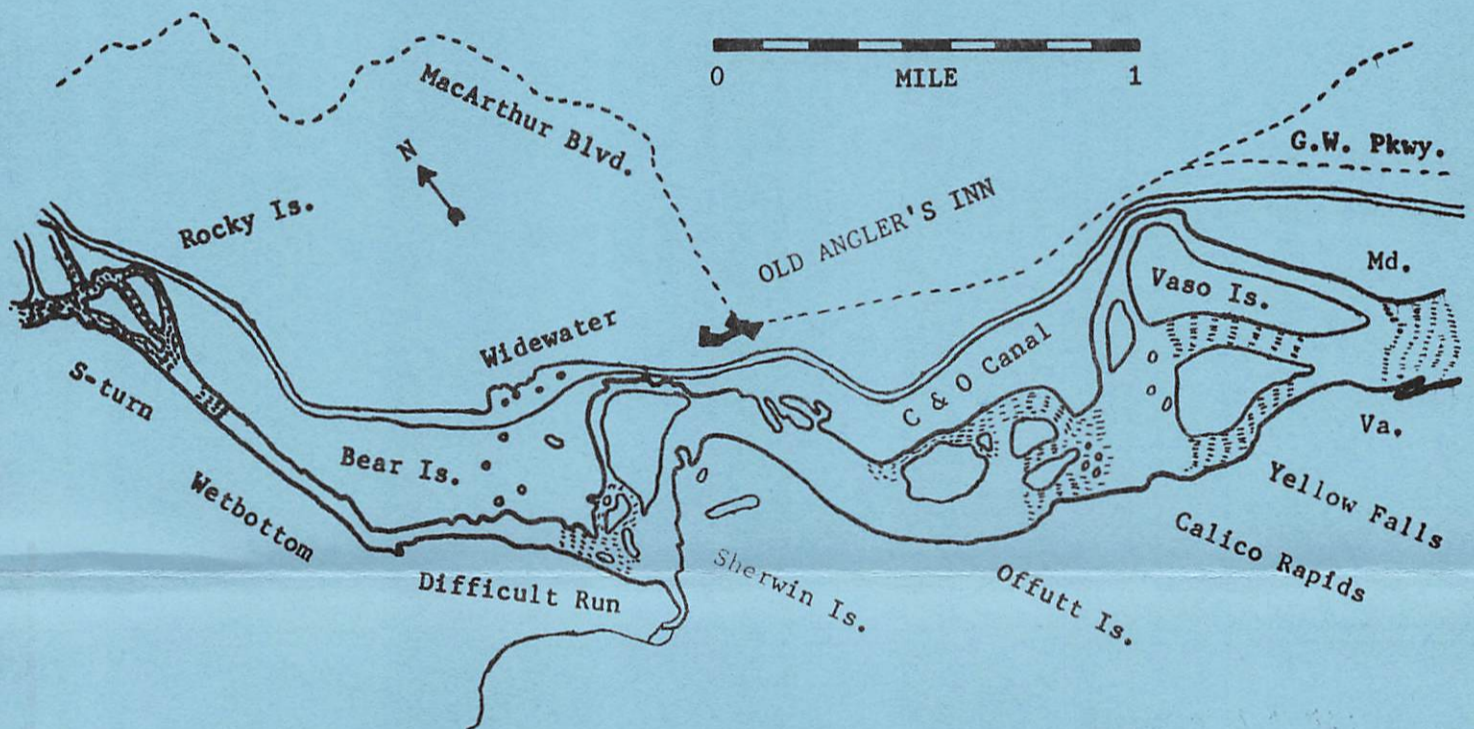 MacArthur Blvd.
0 MILE 1
G.W. Pkwy.
N
Rocky Is.
OLD ANGLER'S INN
Md.
Vaso Is.
Widewater
C & O Canal
S-turn
Bear Is.
Va.
Wetbottom
Yellow Falls
Calico Rapids
Difficult Run
Sherwin Is.
Offutt Is.